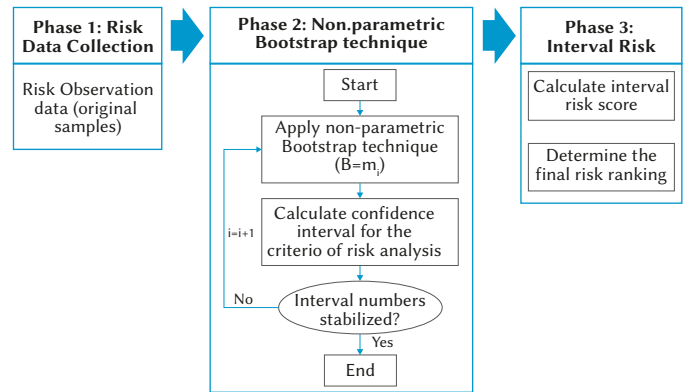 Phase 1: Risk
Data Collection
Risk Observation
data (original
samples)
Phase 2: Non.parametric
Bootstrap technique
Start
Apply non-parametric
Bootstrap technique
(B=mi)
Calculate confidence
interval for the
criterio of risk analysis
i=i+1
No
Interval numbers
stabilized?
Yes
End
Phase 3:
Interval Risk
Calculate interval
risk score
Determine the
final risk ranking